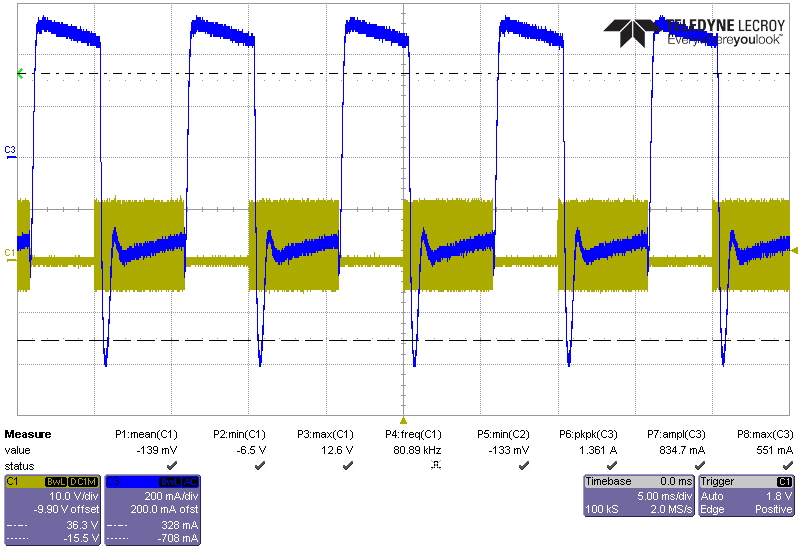 TELEDYNE LECROY
Everywhereyoulook™
C3
C1
Measure P1:mean(C1) P2:min(C1) P3:max(C1) P4:freq(C1) P5:min(C2) P6:pkpk(C3) P7:ampl(C3) P8:max(C3)
value -139 mV -6.5 V 12.6 V 80.89 kHz -133 mV 1.361 A 834.7 mA 551 mA
status
C1 BwL DC1M
10.0 V/div
-9.90 V offset
36.3 V
-15.5 V
C3 BwL AC
200 mA/div
200.0 mA ofst
328 mA
-708 mA
Timebase 0.0 ms
5.00 ms/div
100 kS 2.0 MS/s
Trigger C1
Auto 1.8 V
Edge Positive